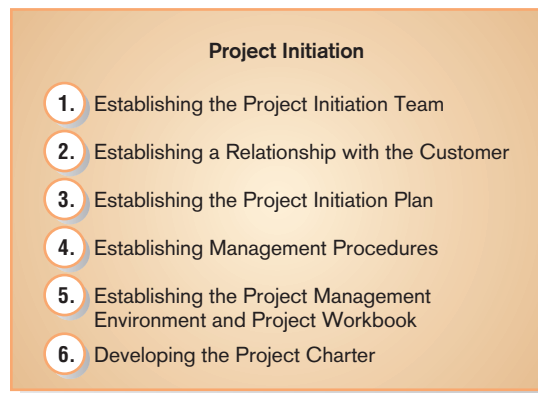 Project Initiation
1. Establishing the Project Initiation Team
2. Establishing a Relationship with the Customer
3. Establishing the Project Initiation Plan
4. Establishing Management Procedures
5. Establishing the Project Management
Environment and Project Workbook
6. Developing the Project Charter